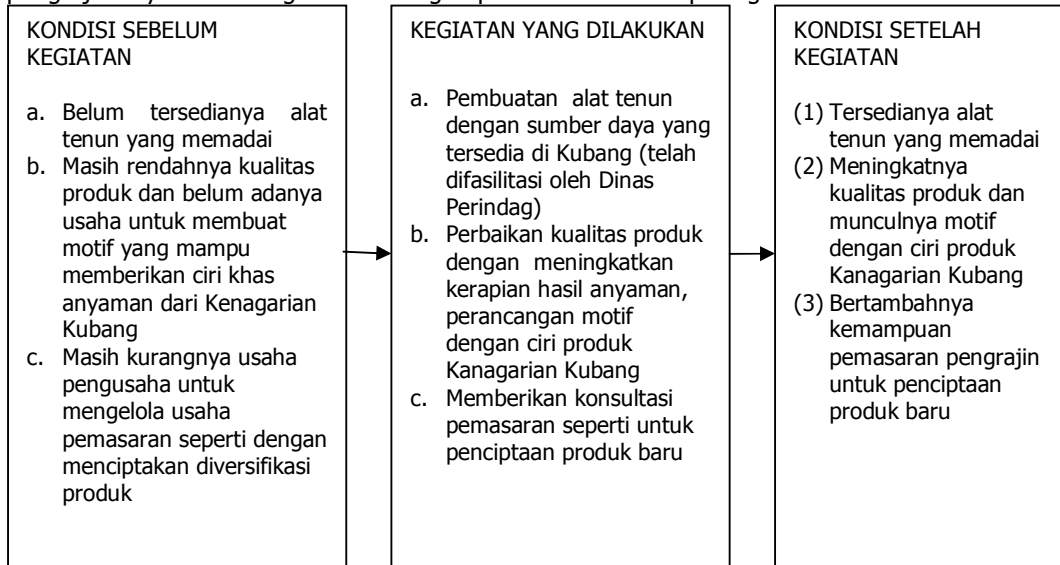 KONDISI SEBELUM
KEGIATAN
a. Belum tersedianya alat
tenun yang memadai
b. Masih rendahnya kualitas
produk dan belum adanya
usaha untuk membuat
motif yang mampu
memberikan ciri khas
anyaman dari Kenagarian
Kubang
c. Masih kurangnya usaha
pengusaha untuk
mengelola usaha
pemasaran seperti dengan
menciptakan diversifikasi
produk
KEGIATAN YANG DILAKUKAN
a. Pembuatan alat tenun
dengan sumber daya yang
tersedia di Kubang (telah
difasilitasi oleh Dinas
Perindag)
b. Perbaikan kualitas produk
dengan meningkatkan
kerapian hasil anyaman,
perancangan motif
dengan ciri produk
Kanagarian Kubang
c. Memberikan konsultasi
pemasaran seperti untuk
penciptaan produk baru
KONDISI SETELAH
KEGIATAN
(1) Tersedianya alat
tenun yang memadai
(2) Meningkatnya
kualitas produk dan
munculnya motif
dengan ciri produk
Kanagarian Kubang
(3) Bertambahnya
kemampuan
pemasaran pengrajin
untuk penciptaan
produk baru